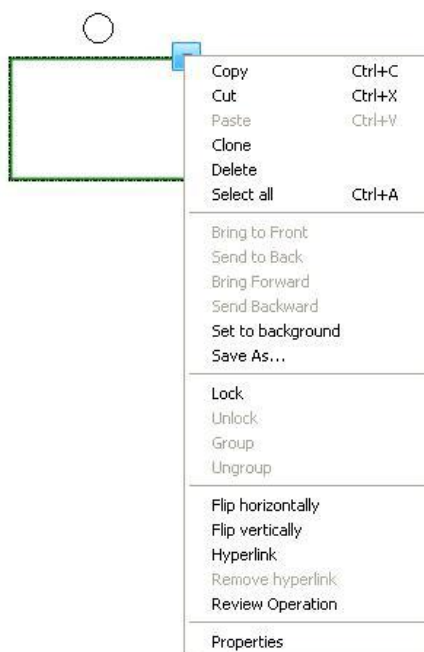 Copy Ctrl+C
Cut Ctrl+X
Paste Ctrl+V
Clone
Delete
Select all Ctrl+A
Bring to Front
Send to Back
Bring Forward
Send Backward
Set to background
Save As...
Lock
Unlock
Group
Ungroup
Flip horizontally
Flip vertically
Hyperlink
Remove hyperlink
Review Operation
Properties